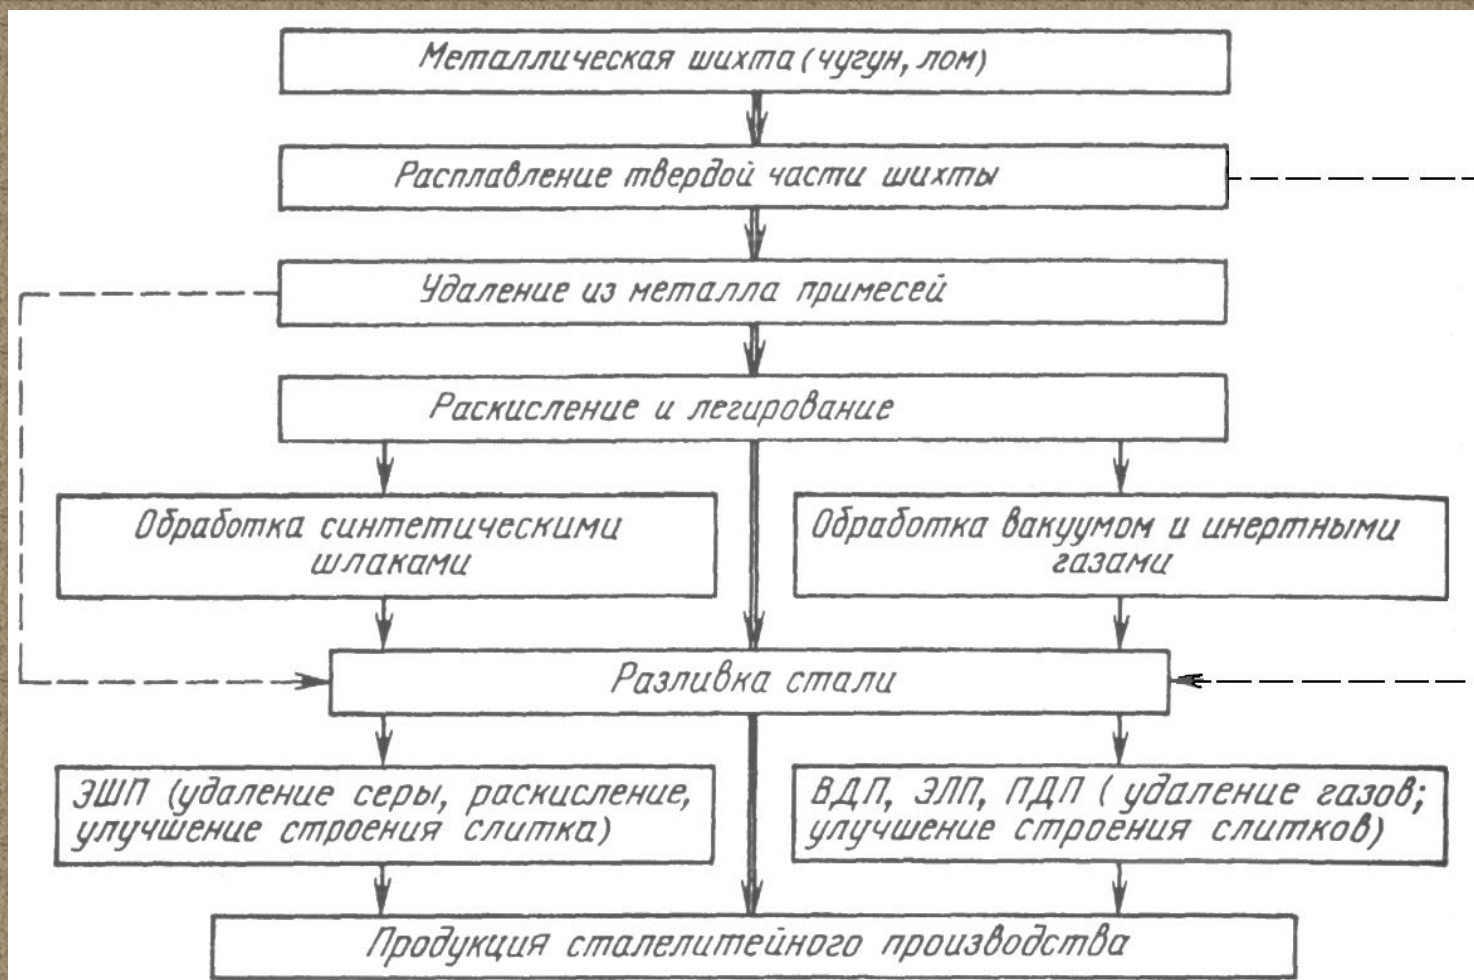 Металлическая шихта (чугун, лом)
Расплавление твердой части шихты
Удаление из металла примесей
Раскисление и легирование
Обработка синтетическими
шлаками
Обработка вакуумом и инертными
газами
Разливка стали
ЭШП (удаление серы, раскисление,
улучшение строения слитка)
ВДП, ЭЛП, ПДП ( удаление газов;
улучшение строения слитков)
Продукция сталелитейного производства